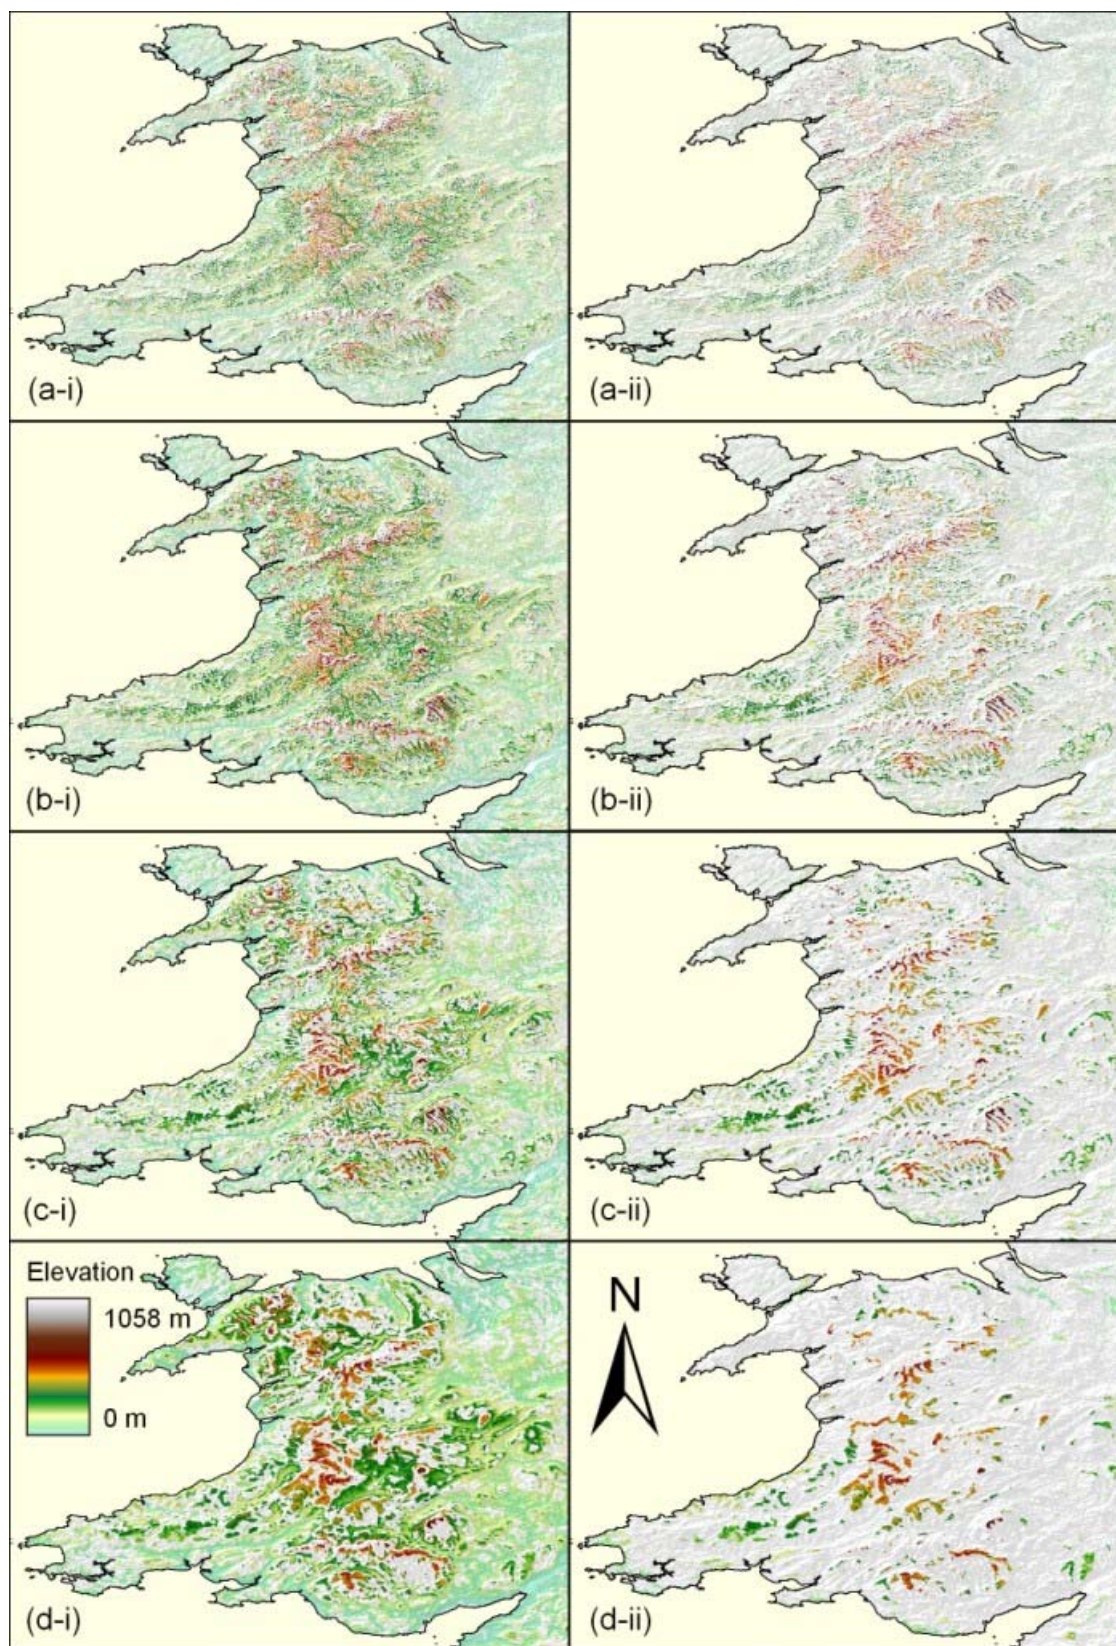 (a-i)
(a-ii)
(b-i)
(b-ii)
(c-i)
(c-ii)
Elevation
1058 m
0 m
(d-i)
N
(d-ii)